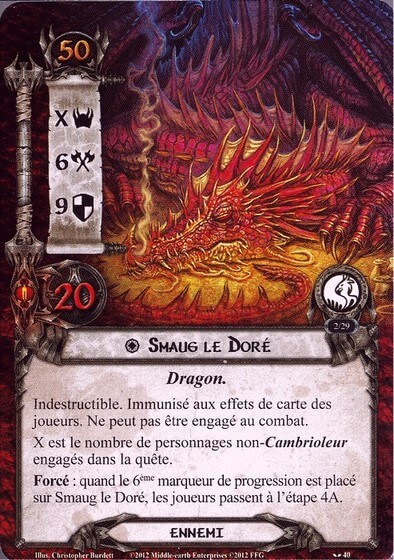 50
X
6
9
20
2/29
Smaug le Doré
Dragon.
Indestructible. Immunisé aux effets de carte des
joueurs. Ne peut pas être engagé au combat.
X est le nombre de personnages non-Cambrioleur
engagés dans la quête.
Forcé : quand le 6ème marqueur de progression est placé
sur Smaug le Doré, les joueurs passent à l'étape 4A.
ENNEMI
Illus. Christopher Burdett ©2012 Middle-earth Enterprises ©2012 FFG 40